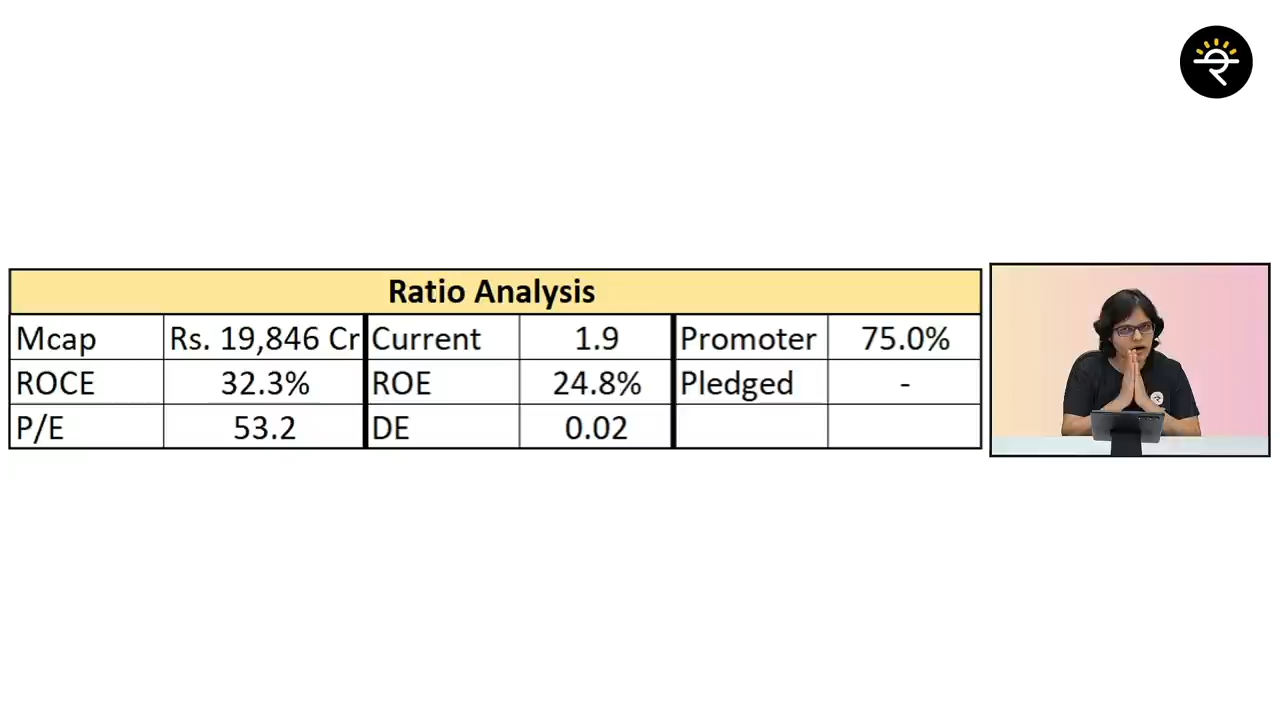 Ratio Analysis
Mcap Rs. 19,846 Cr Current 1.9 Promoter 75.0%
ROCE 32.3% ROE 24.8% Pledged -
P/E 53.2 DE 0.02